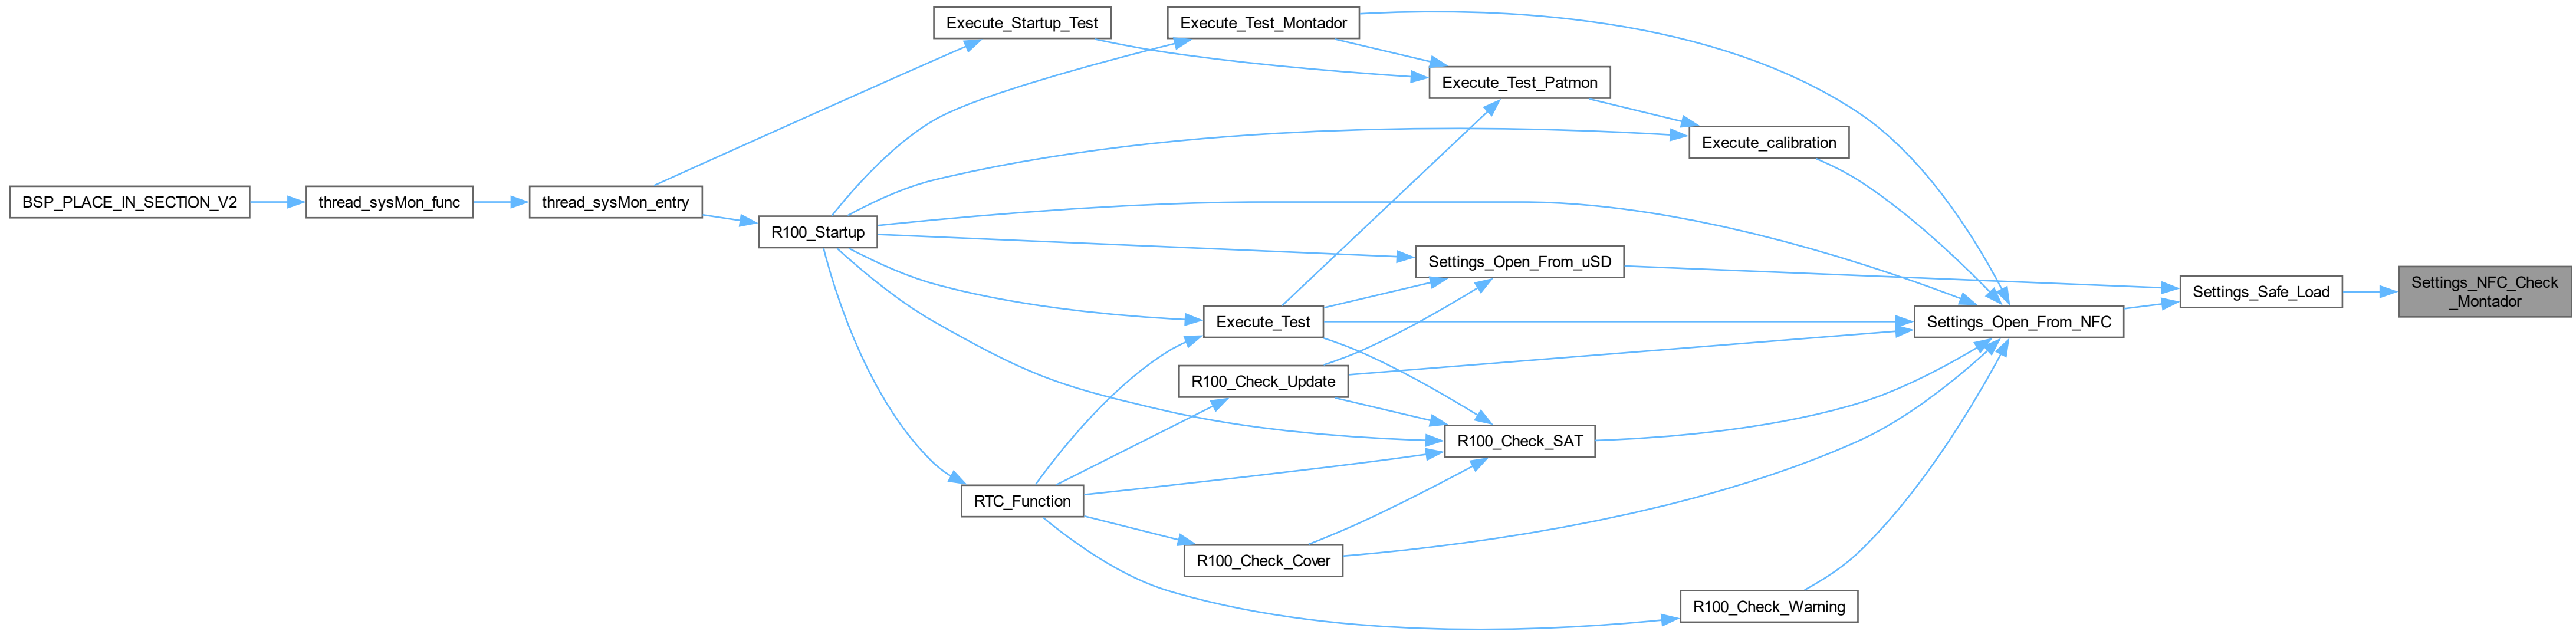 Execute_Startup_Test
Execute_Test_Montador
Execute_Test_Patmon
Execute_calibration
BSP_PLACE_IN_SECTION_V2
thread_sysMon_func
thread_sysMon_entry
R100_Startup
Settings_Open_From_uSD
Settings_Safe_Load
Settings_NFC_Check
_Montador
Execute_Test
Settings_Open_From_NFC
R100_Check_Update
R100_Check_SAT
RTC_Function
R100_Check_Cover
R100_Check_Warning